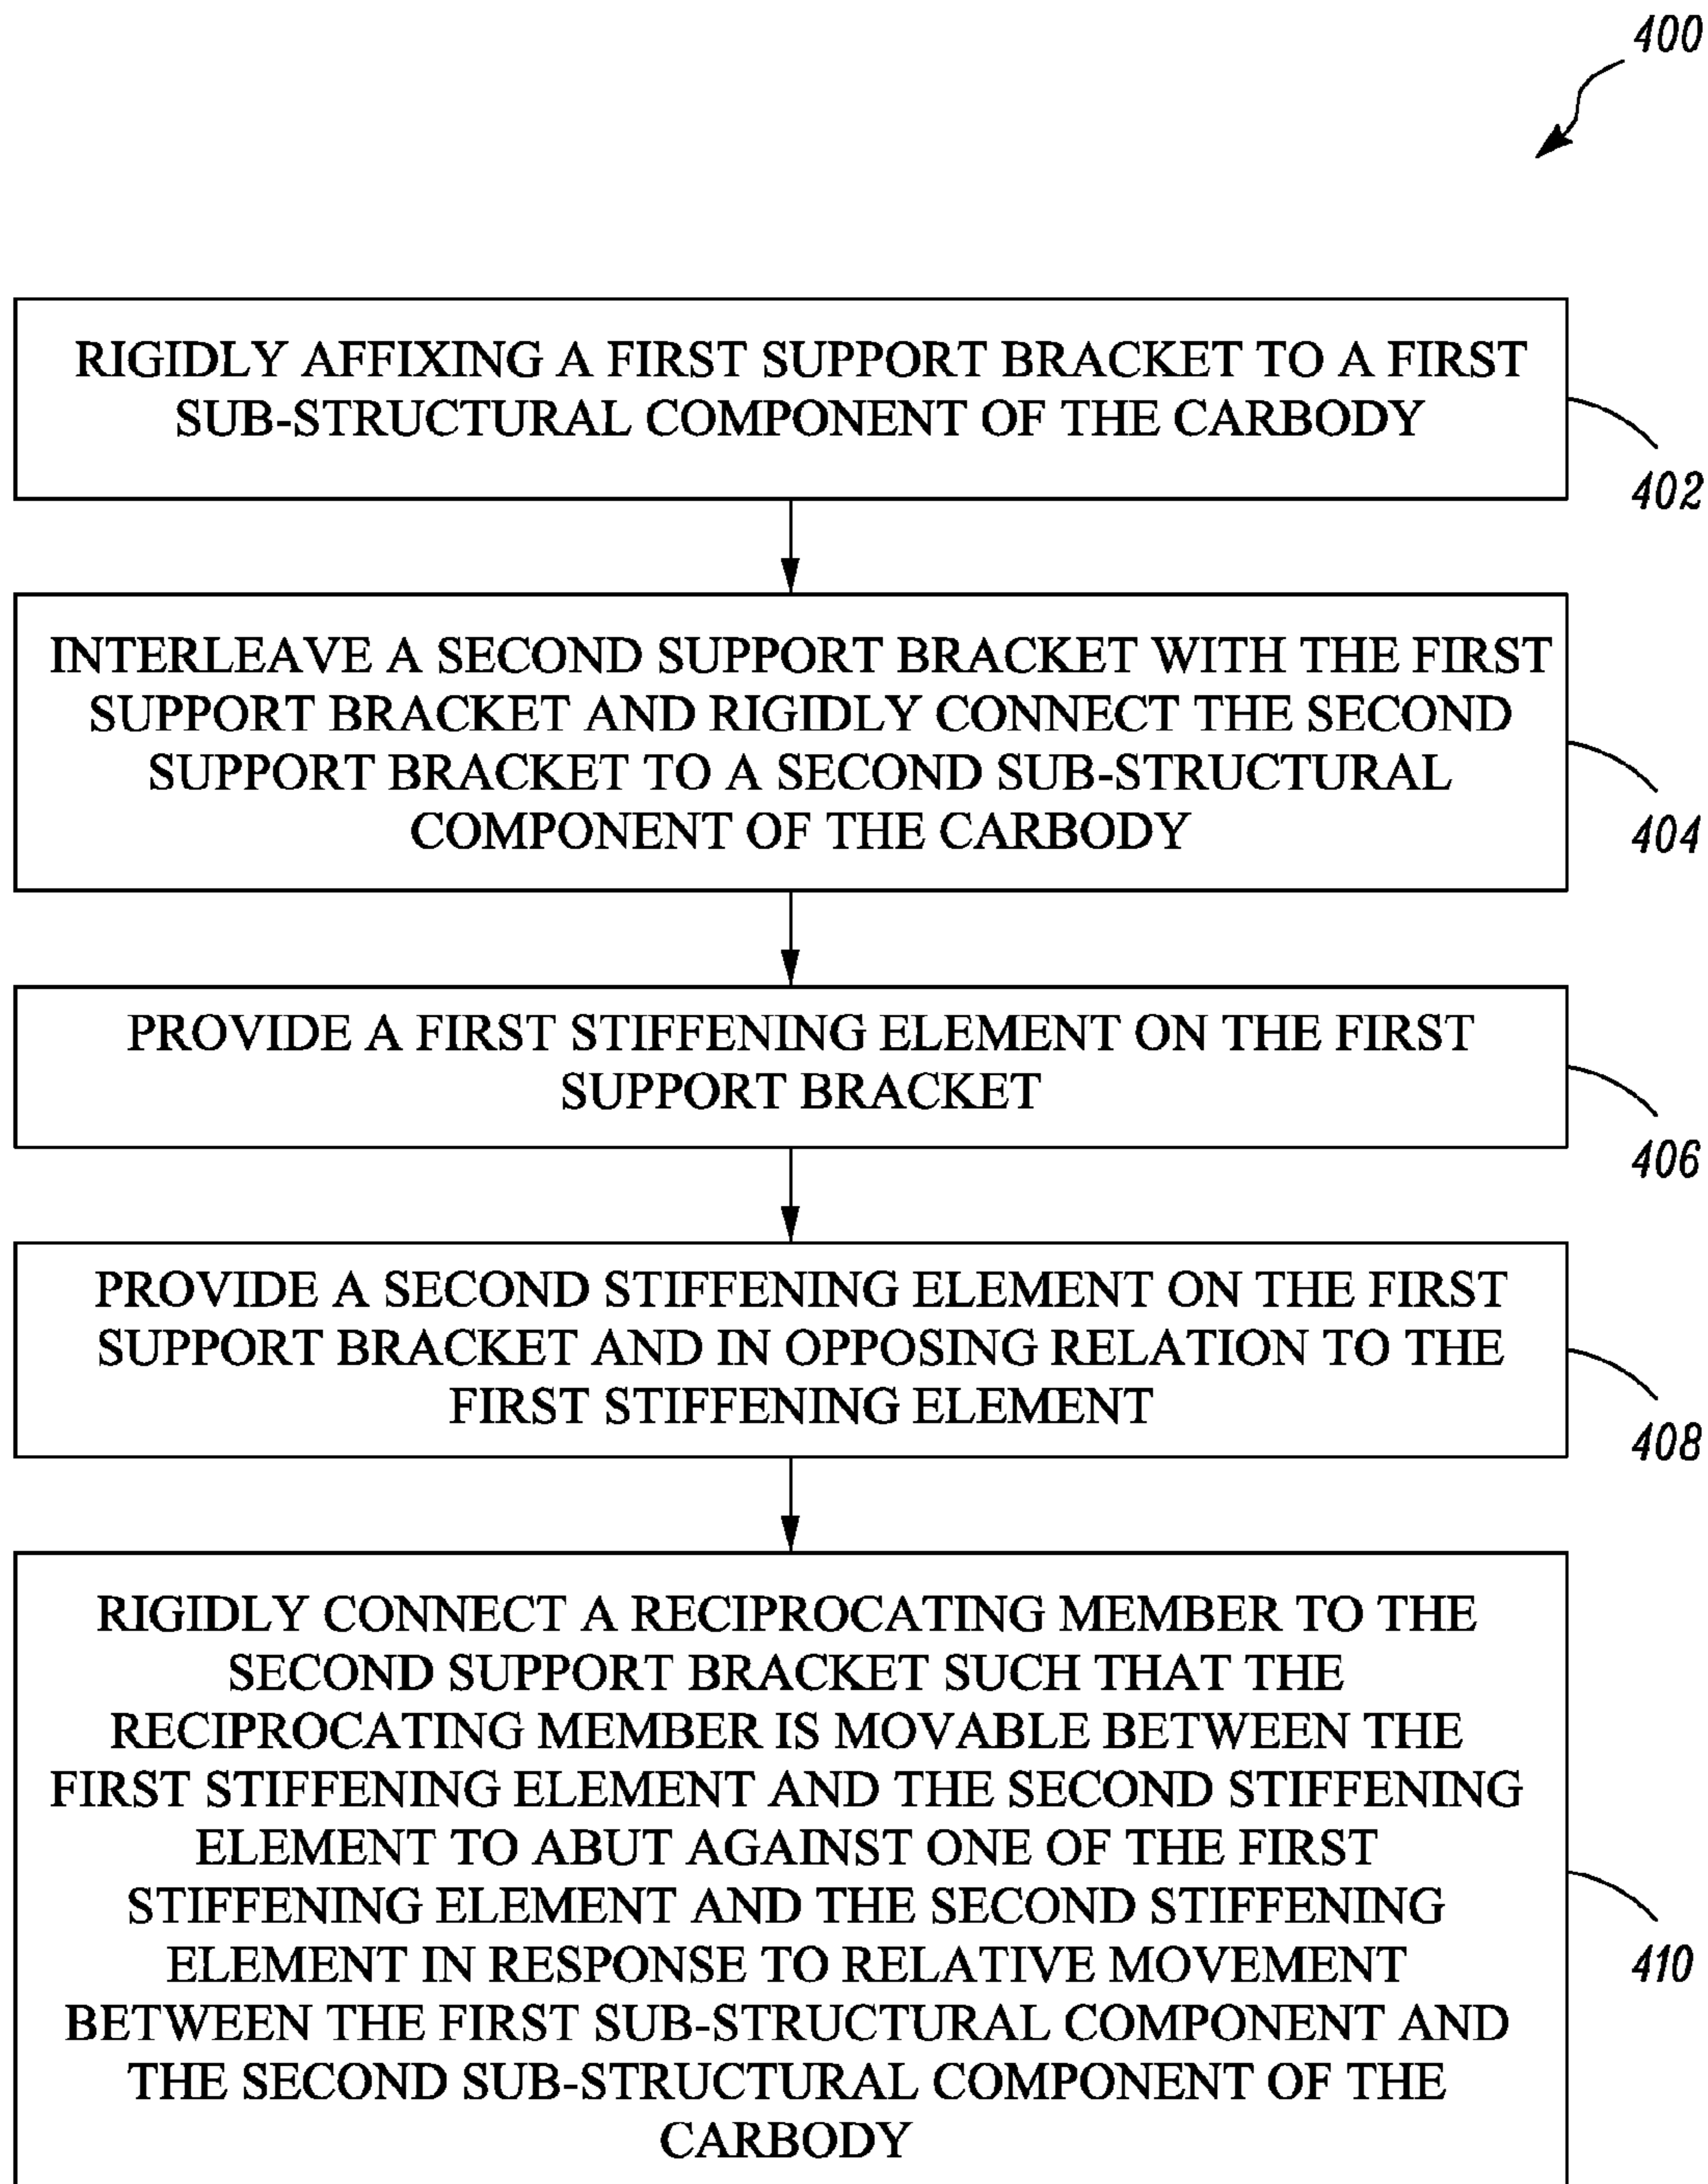 400
RIGIDLY AFFIXING A FIRST SUPPORT BRACKET TO A FIRST
SUB-STRUCTURAL COMPONENT OF THE CARBODY
402
INTERLEAVE A SECOND SUPPORT BRACKET WITH THE FIRST
SUPPORT BRACKET AND RIGIDLY CONNECT THE SECOND
SUPPORT BRACKET TO A SECOND SUB-STRUCTURAL
COMPONENT OF THE CARBODY
404
PROVIDE A FIRST STIFFENING ELEMENT ON THE FIRST
SUPPORT BRACKET
406
PROVIDE A SECOND STIFFENING ELEMENT ON THE FIRST
SUPPORT BRACKET AND IN OPPOSING RELATION TO THE
FIRST STIFFENING ELEMENT
408
RIGIDLY CONNECT A RECIPROCATING MEMBER TO THE
SECOND SUPPORT BRACKET SUCH THAT THE
RECIPROCATING MEMBER IS MOVABLE BETWEEN THE
FIRST STIFFENING ELEMENT AND THE SECOND STIFFENING
ELEMENT TO ABUT AGAINST ONE OF THE FIRST
STIFFENING ELEMENT AND THE SECOND STIFFENING
ELEMENT IN RESPONSE TO RELATIVE MOVEMENT
BETWEEN THE FIRST SUB-STRUCTURAL COMPONENT AND
THE SECOND SUB-STRUCTURAL COMPONENT OF THE
CARBODY
410